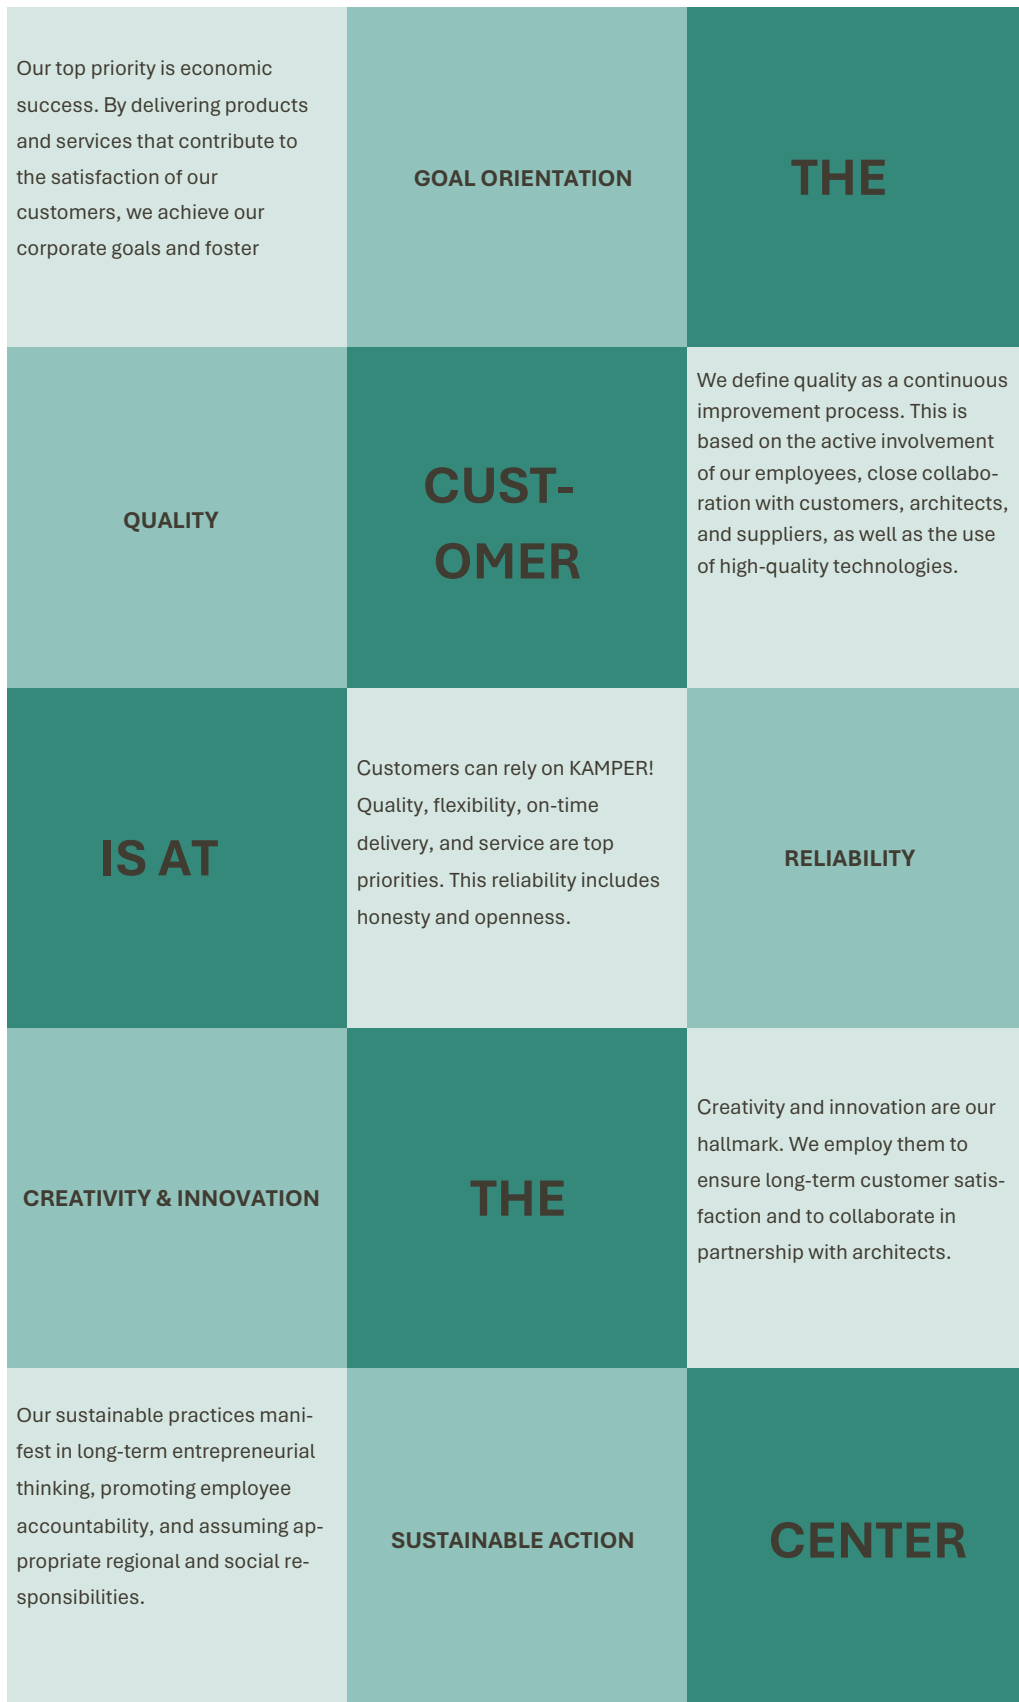 Our top priority is economic
success. By delivering products
and services that contribute to
the satisfaction of our
customers, we achieve our
corporate goals and foster
GOAL ORIENTATION
THE
QUALITY
CUST-
OMER
We define quality as a continuous
improvement process. This is
based on the active involvement
of our employees, close collabo-
ration with customers, architects,
and suppliers, as well as the use
of high-quality technologies.
IS AT
Customers can rely on KAMPER!
Quality, flexibility, on-time
delivery, and service are top
priorities. This reliability includes
honesty and openness.
RELIABILITY
CREATIVITY & INNOVATION
THE
Creativity and innovation are our
hallmark. We employ them to
ensure long-term customer satis-
faction and to collaborate in
partnership with architects.
Our sustainable practices mani-
fest in long-term entrepreneurial
thinking, promoting employee
accountability, and assuming ap-
propriate regional and social re-
sponsibilities.
SUSTAINABLE ACTION
CENTER